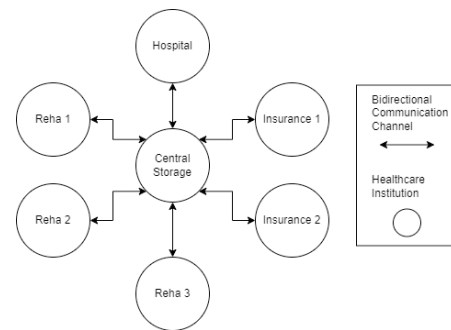 Hospital
Reha 1
Insurance 1
Central
Storage
Reha 2
Insurance 2
Reha 3
Bidirectional
Communication
Channel
Healthcare
Institution